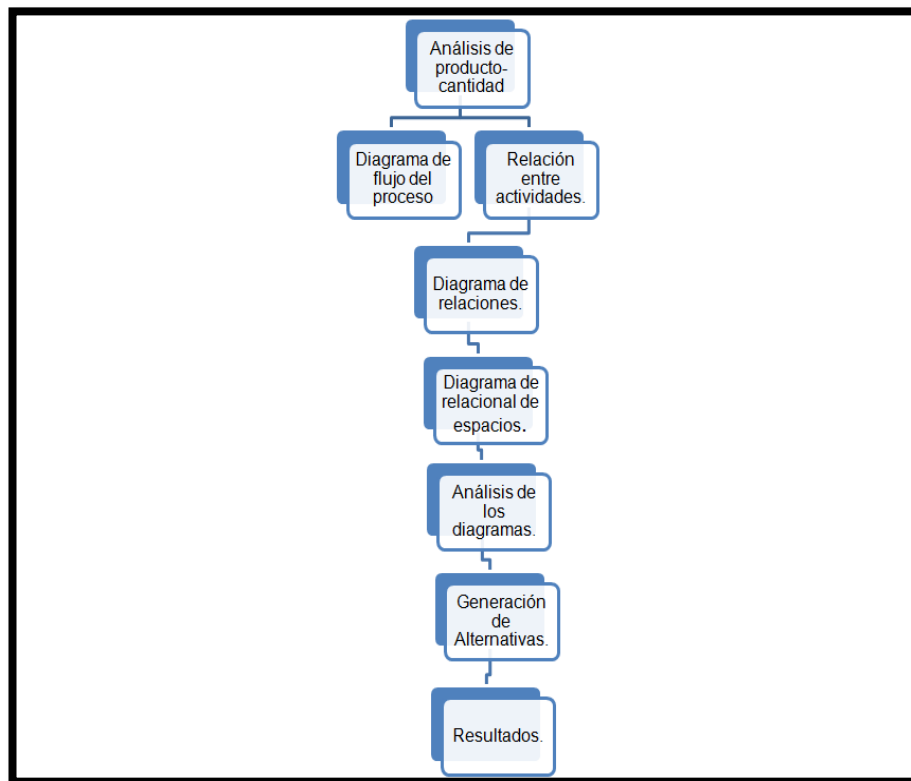 Análisis de
producto-
cantidad
Diagrama de
flujo del
proceso
Relación
entre
actividades.
Diagrama de
relaciones.
Diagrama de
relacional de
espacios.
Análisis de
los
diagramas.
Generación
de
Alternativas.
Resultados.